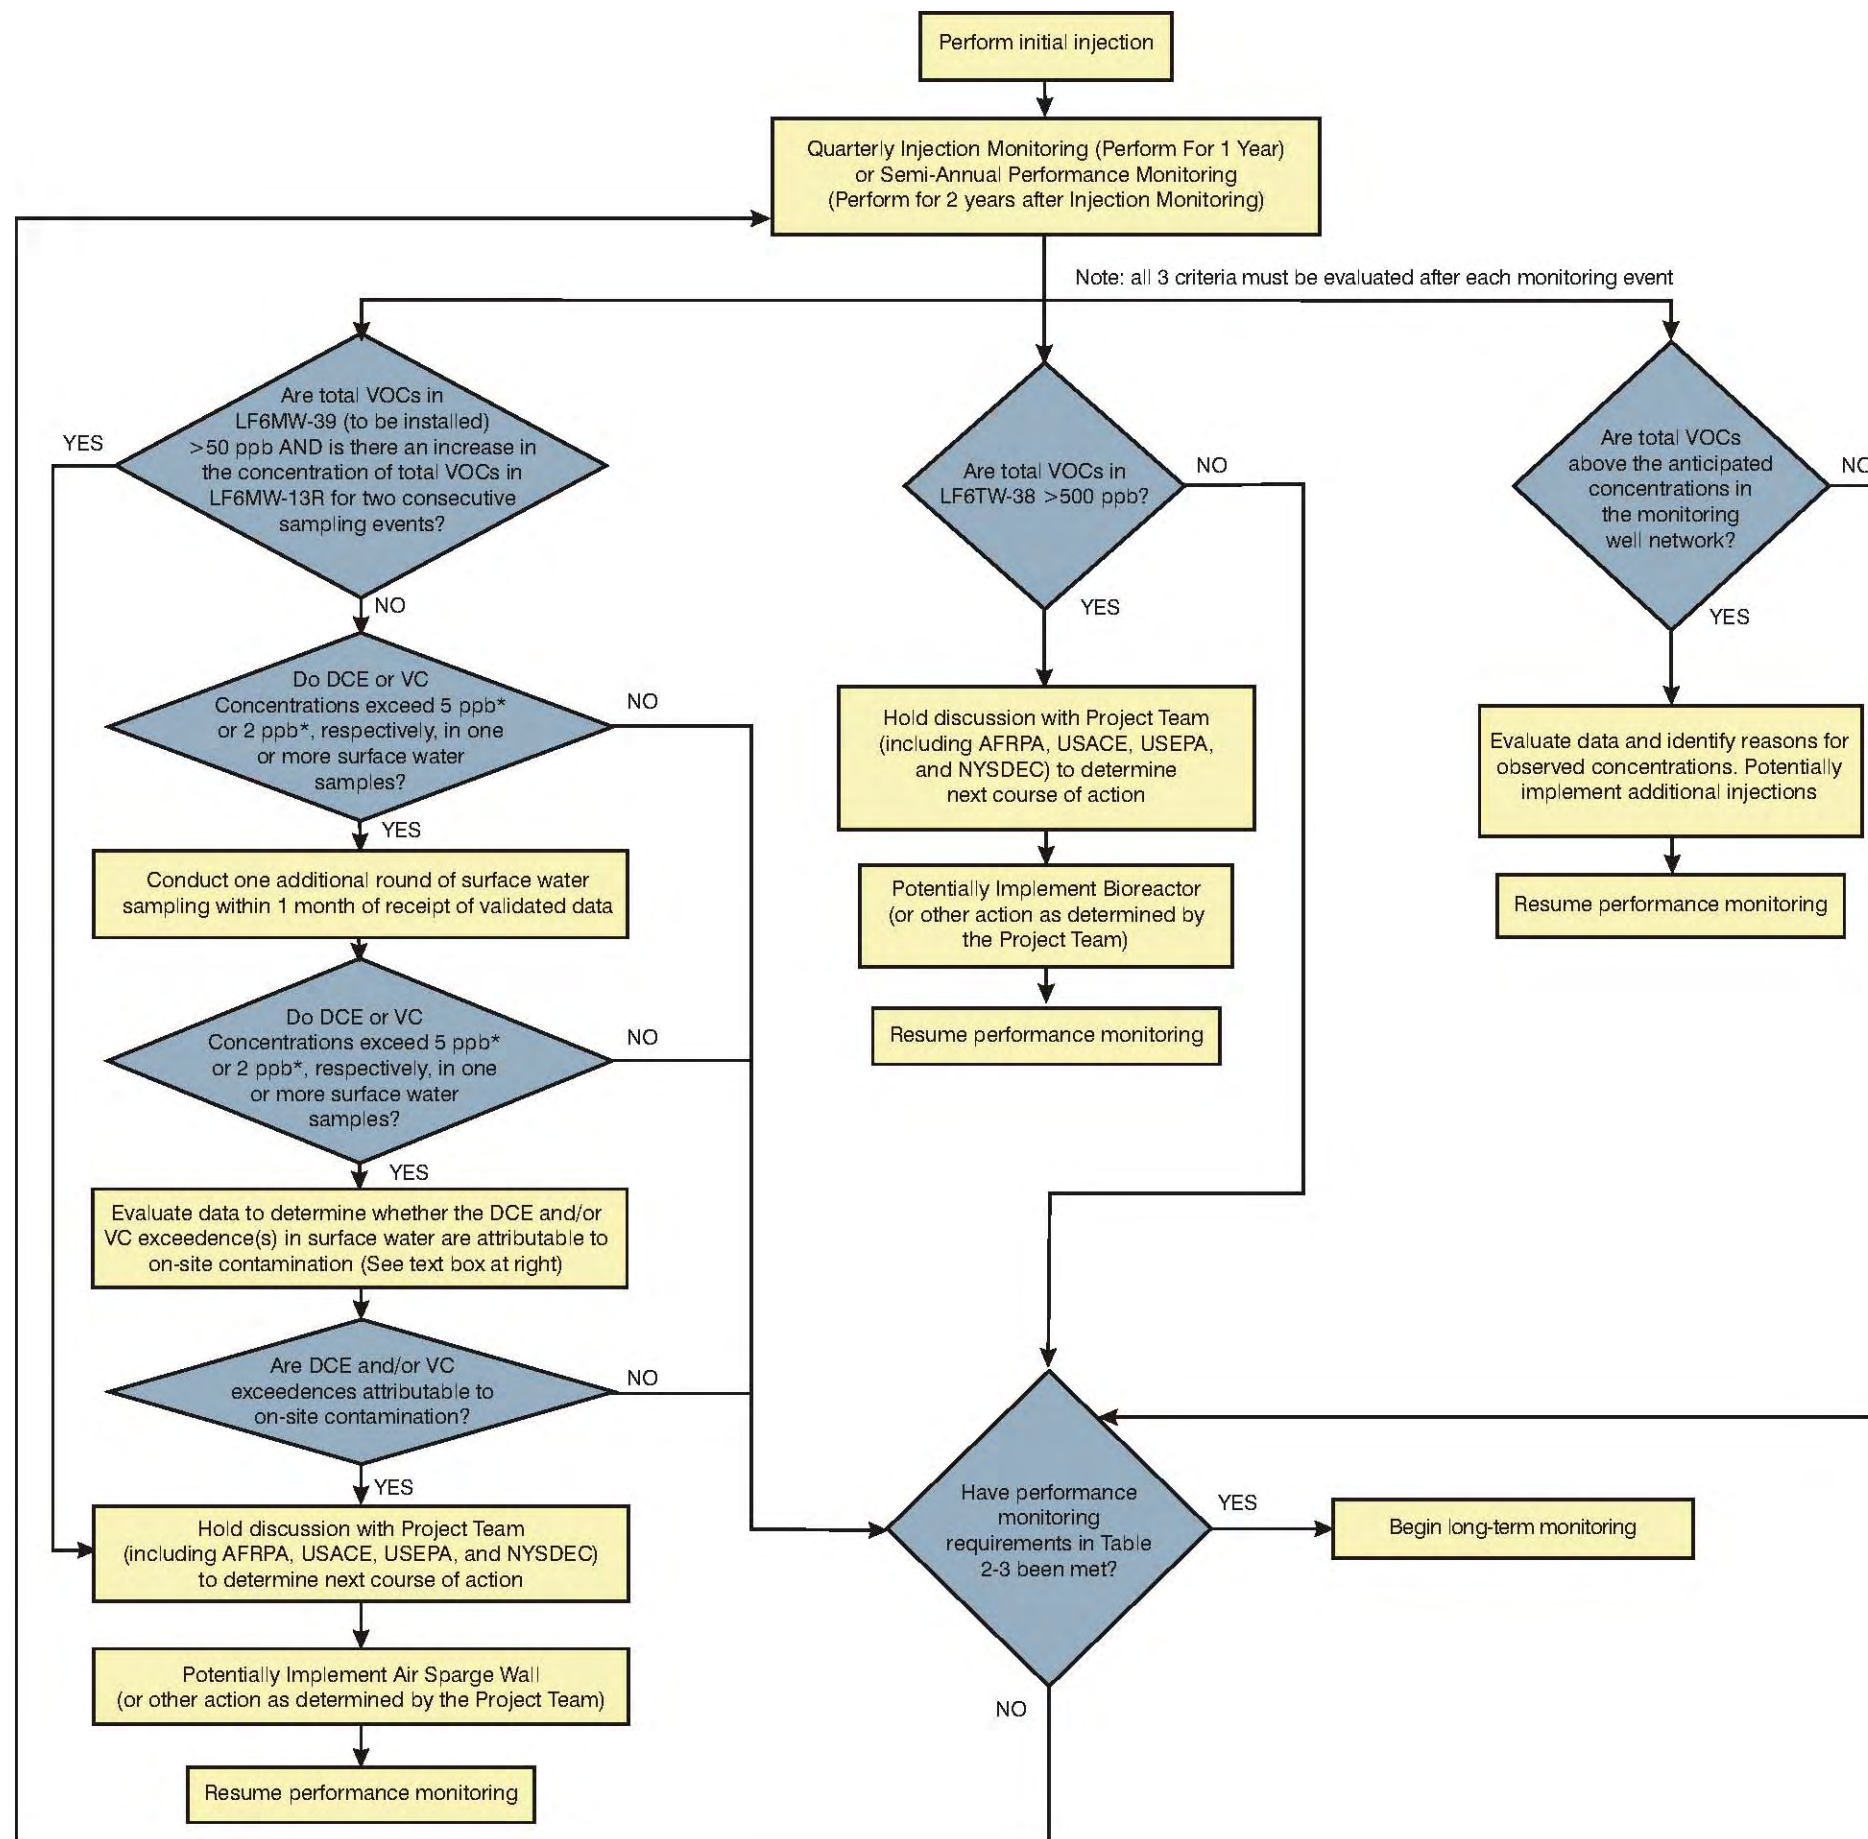 Perform initial injection
Quarterly Injection Monitoring (Perform For 1 Year)
or Semi-Annual Performance Monitoring
(Perform for 2 years after Injection Monitoring)
Note: all 3 criteria must be evaluated after each monitoring event
Are total VOCs in
LF6MW-39 (to be installed)
>50 ppb AND is there an increase in
the concentration of total VOCs in
LF6MW-13R for two consecutive
sampling events?
YES
NO
Do DCE or VC
Concentrations exceed 5 ppb*
or 2 ppb*, respectively, in one
or more surface water
samples?
NO
YES
Conduct one additional round of surface water
sampling within 1 month of receipt of validated data
Do DCE or VC
Concentrations exceed 5 ppb*
or 2 ppb*, respectively, in one
or more surface water
samples?
NO
YES
Evaluate data to determine whether the DCE and/or
VC exceedence(s) in surface water are attributable to
on-site contamination (See text box at right)
Are DCE and/or VC
exceedences attributable to
on-site contamination?
NO
YES
Hold discussion with Project Team
(including AFRPA, USACE, USEPA, and NYSDEC)
to determine next course of action
Potentially Implement Air Sparge Wall
(or other action as determined by the Project Team)
Resume performance monitoring
Are total VOCs in
LF6TW-38 >500 ppb?
NO
YES
Hold discussion with Project Team
(including AFRPA, USACE, USEPA,
and NYSDEC) to determine
next course of action
Potentially Implement Bioreactor
(or other action as determined by
the Project Team)
Resume performance monitoring
Are total VOCs
above the anticipated
concentrations in
the monitoring
well network?
NO
YES
Evaluate data and identify reasons for
observed concentrations. Potentially
implement additional injections
Resume performance monitoring
Have performance
monitoring
requirements in Table
2-3 been met?
YES
Begin long-term monitoring
NO